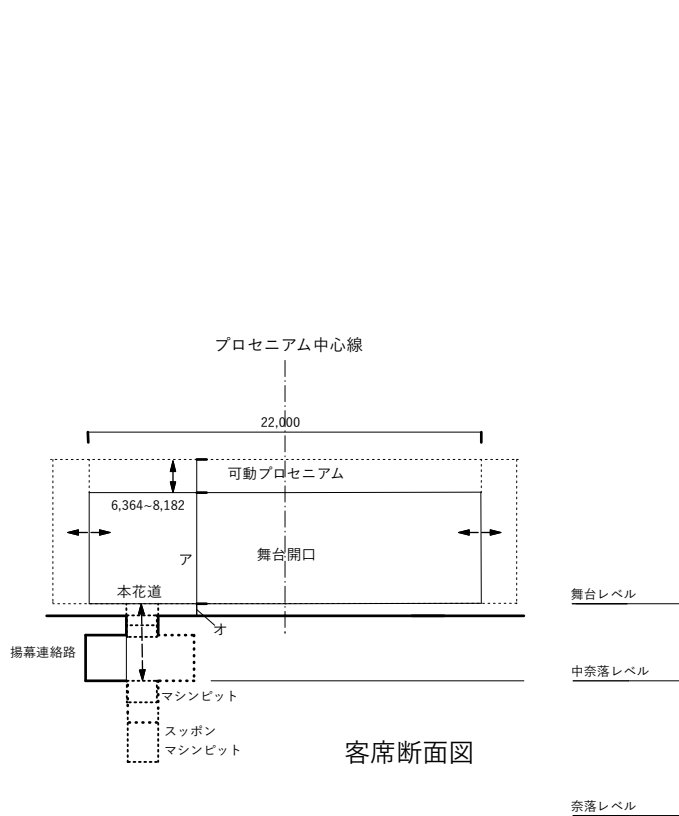 プロセニアム中心線
22,000
可動プロセニアム
6,364~8,182
ア
舞台開口
本花道
舞台レベル
オ
揚幕連絡路
中奈落レベル
マシンピット
スッポン
マシンピット
客席断面図
奈落レベル